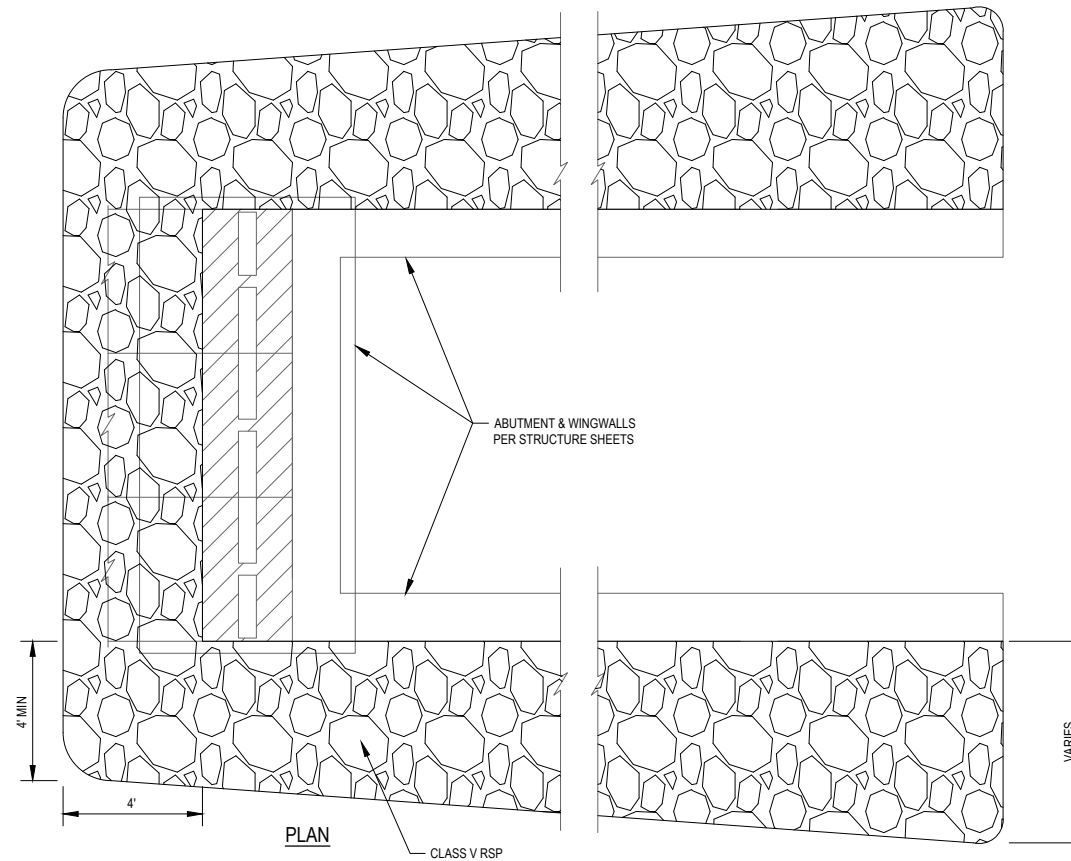 ABUTMENT & WINGWALLS
PER STRUCTURE SHEETS
4' MIN
VARIES
4'
PLAN
CLASS V RSP